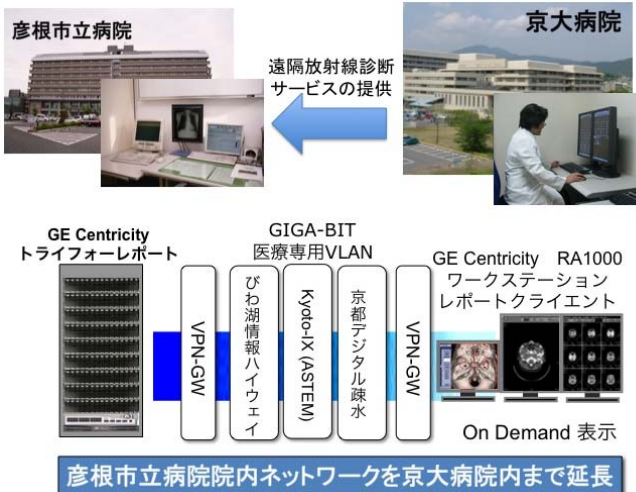 彦根市立病院
京大病院
遠隔放射線診断
サービスの提供
GE Centricity
トライフォーレポート
GIGA-BIT
医療専用VLAN
GE Centricity RA1000
ワークステーション
レポートクライエント
VPN-GW
びわ湖情報ハイウェイ
Kyoto-IX (ASTEM)
京都デジタル疏水
VPN-GW
On Demand 表示
彦根市立病院院内ネットワークを京大病院内まで延長